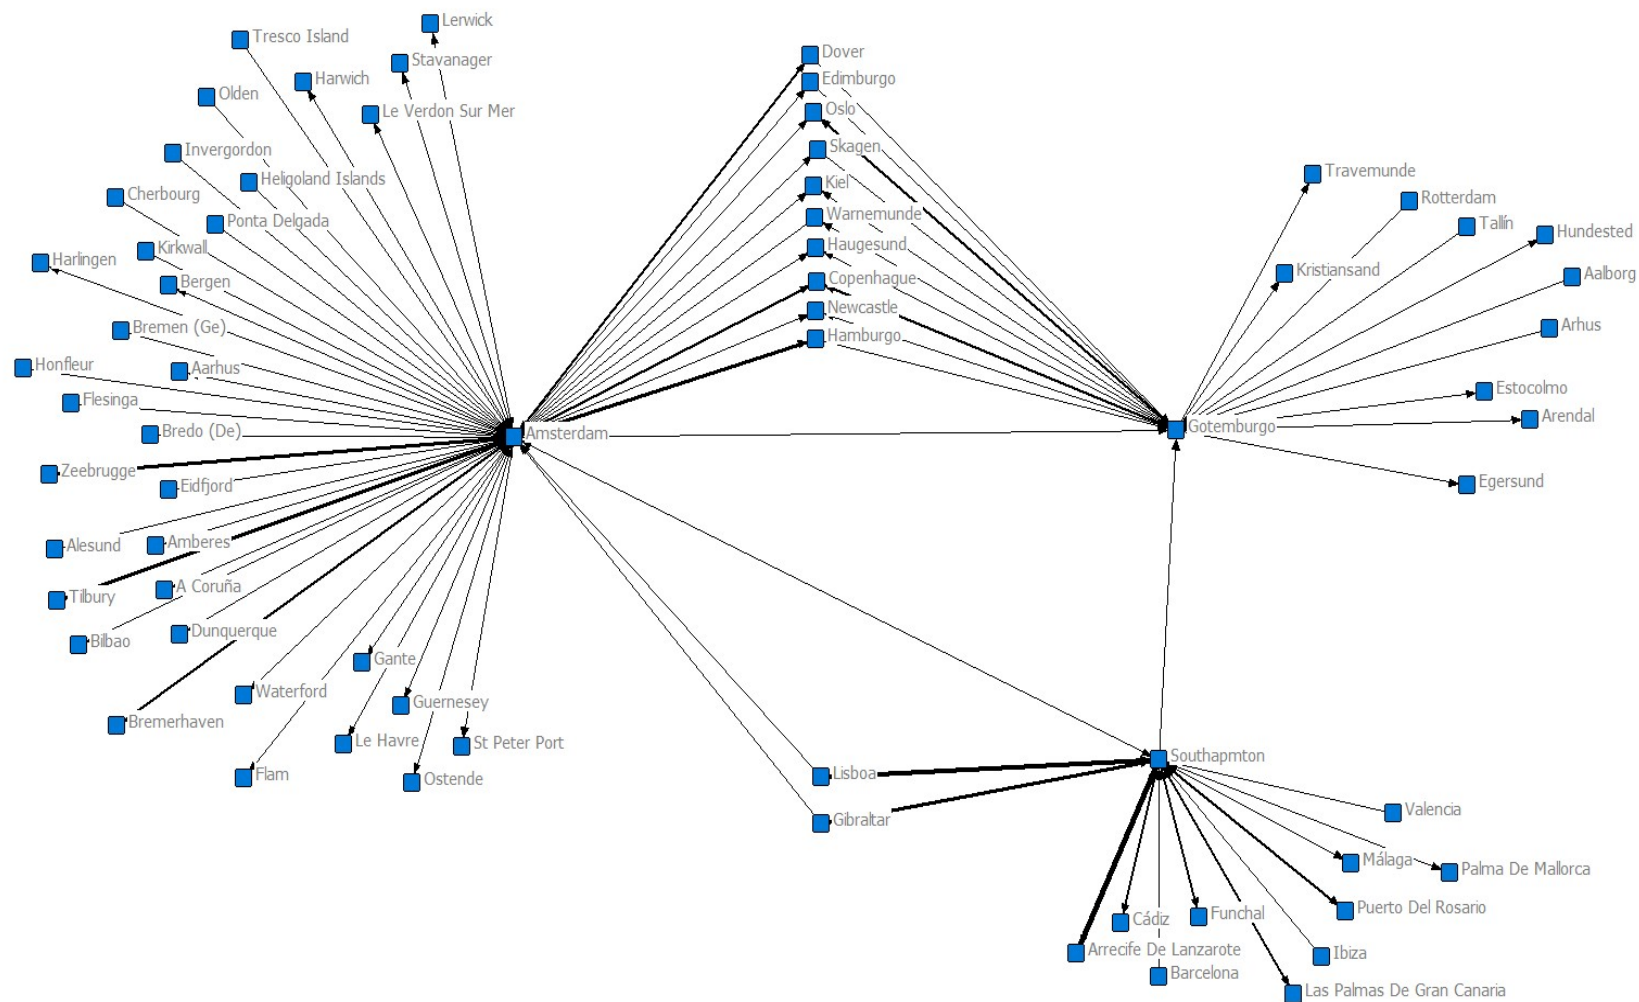 Lerwick
Tresco Island
Dover
Stavanager
Harwich
Edimburgo
Olden
Le Verdon Sur Mer
Oslo
Invergordon
Skagen
Travemunde
Heligoland Islands
Kiel
Cherbourg
Rotterdam
Ponta Delgada
Warnemunde
Tallín
Hundested
Kirkwall
Haugesund
Harlingen
Kristiansand
Aalborg
Bergen
Copenhague
Newcastle
Bremen (Ge)
Arhus
Hamburgo
Honfleur
Aarhus
Estocolmo
Flesinga
Arendal
Bredo (De)
Amsterdam
Gotemburgo
Zeebrugge
Eidfjord
Egersund
Alesund
Amberes
A Coruña
Tilbury
Dunquerque
Bilbao
Gante
Waterford
Guernesey
Bremerhaven
Le Havre
St Peter Port
Southapmton
Flam
Ostende
Lisboa
Gibraltar
Valencia
Málaga
Palma De Mallorca
Puerto Del Rosario
Cádiz
Funchal
Arrecife De Lanzarote
Ibiza
Barcelona
Las Palmas De Gran Canaria